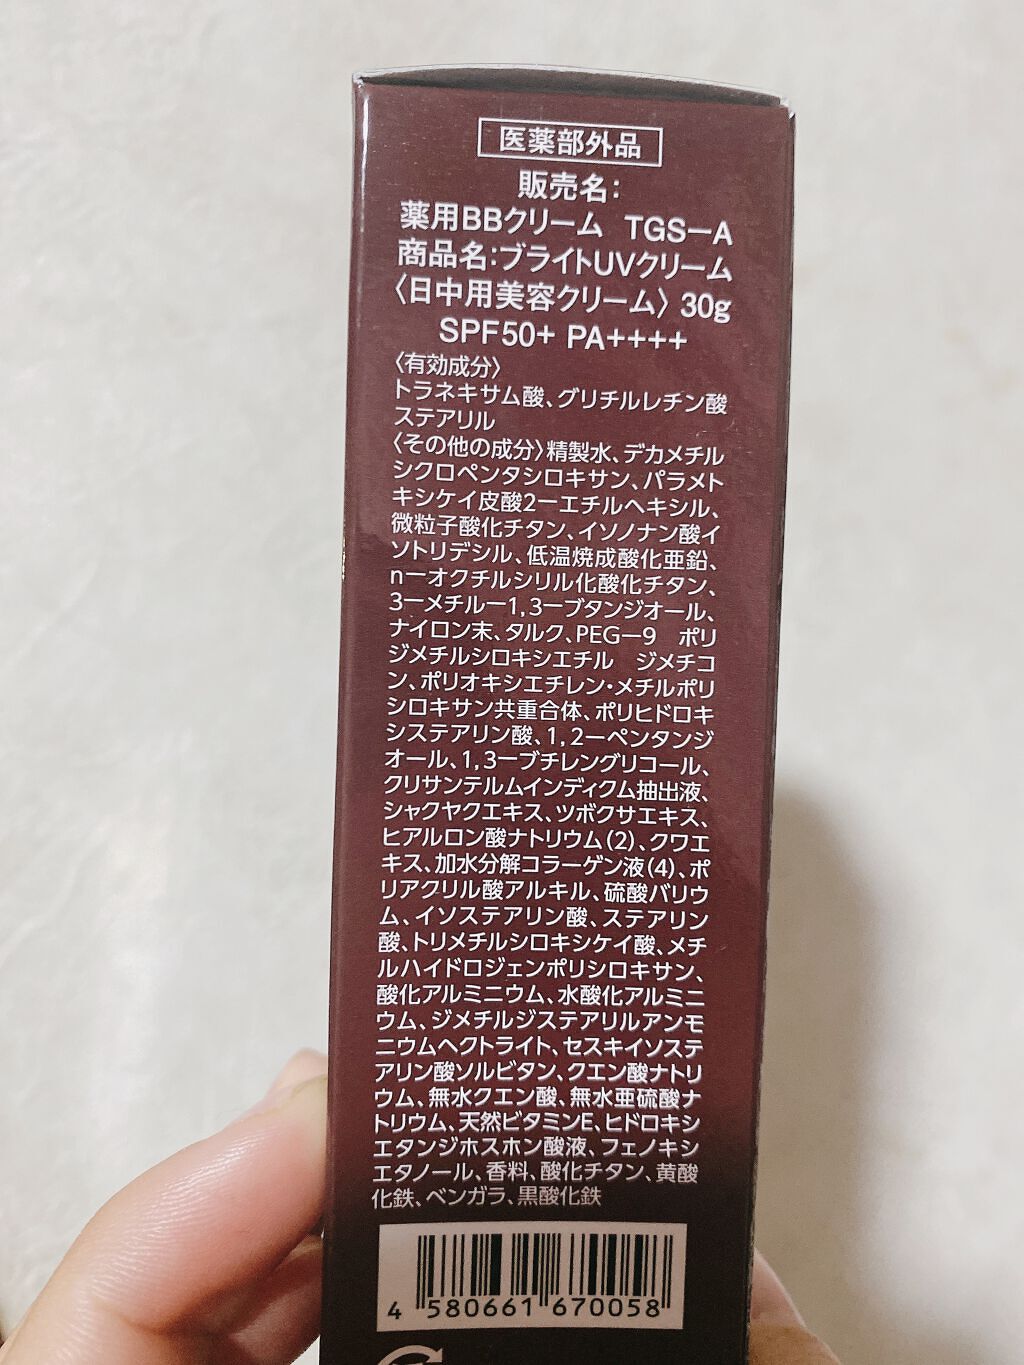 医薬部外品
販売名：
薬用BBクリーム　TGS－A
商品名：ブライトUVクリーム
〈日中用美容クリーム〉30g
SPF50+ PA++++
〈有効成分〉
トラネキサム酸、グリチルレチン酸
ステアリル
〈その他の成分〉精製水、デカメチル
シクロペンタシロキサン、パラメト
キシケイ皮酸2ーエチルヘキシル、
微粒子酸化チタン、イソノナン酸イ
ソトリデシル、低温焼成酸化亜鉛、
nーオクチルシリル化酸化チタン、
3ーメチルー1,3ーブタンジオール、
ナイロン末、タルク、PEGー9　ポリ
ジメチルシロキシエチル　ジメチコ
ン、ポリオキシエチレン・メチルポリ
シロキサン共重合体、ポリヒドロキ
システアリン酸、1,2ーペンタンジ
オール、1,3ーブチレングリコール、
クリサンテルムインディクム抽出液、
シャクヤクエキス、ツボクサエキス、
ヒアルロン酸ナトリウム(2)、クワエ
キス、加水分解コラーゲン液(4)、ポ
リアクリル酸アルキル、硫酸バリウ
ム、イソステアリン酸、ステアリン
酸、トリメチルシロキシケイ酸、メチ
ルハイドロジェンポリシロキサン、
酸化アルミニウム、水酸化アルミニ
ウム、ジメチルジステアリルアンモ
ニウムヘクトライト、セスキイソステ
アリン酸ソルビタン、クエン酸ナトリ
ウム、無水クエン酸、無水亜硫酸ナ
トリウム、天然ビタミンE、ヒドロキシ
エタンジホスホン酸液、フェノキシ
エタノール、香料、酸化チタン、黄酸
化鉄、ベンガラ、黒酸化鉄
4 580661 670058